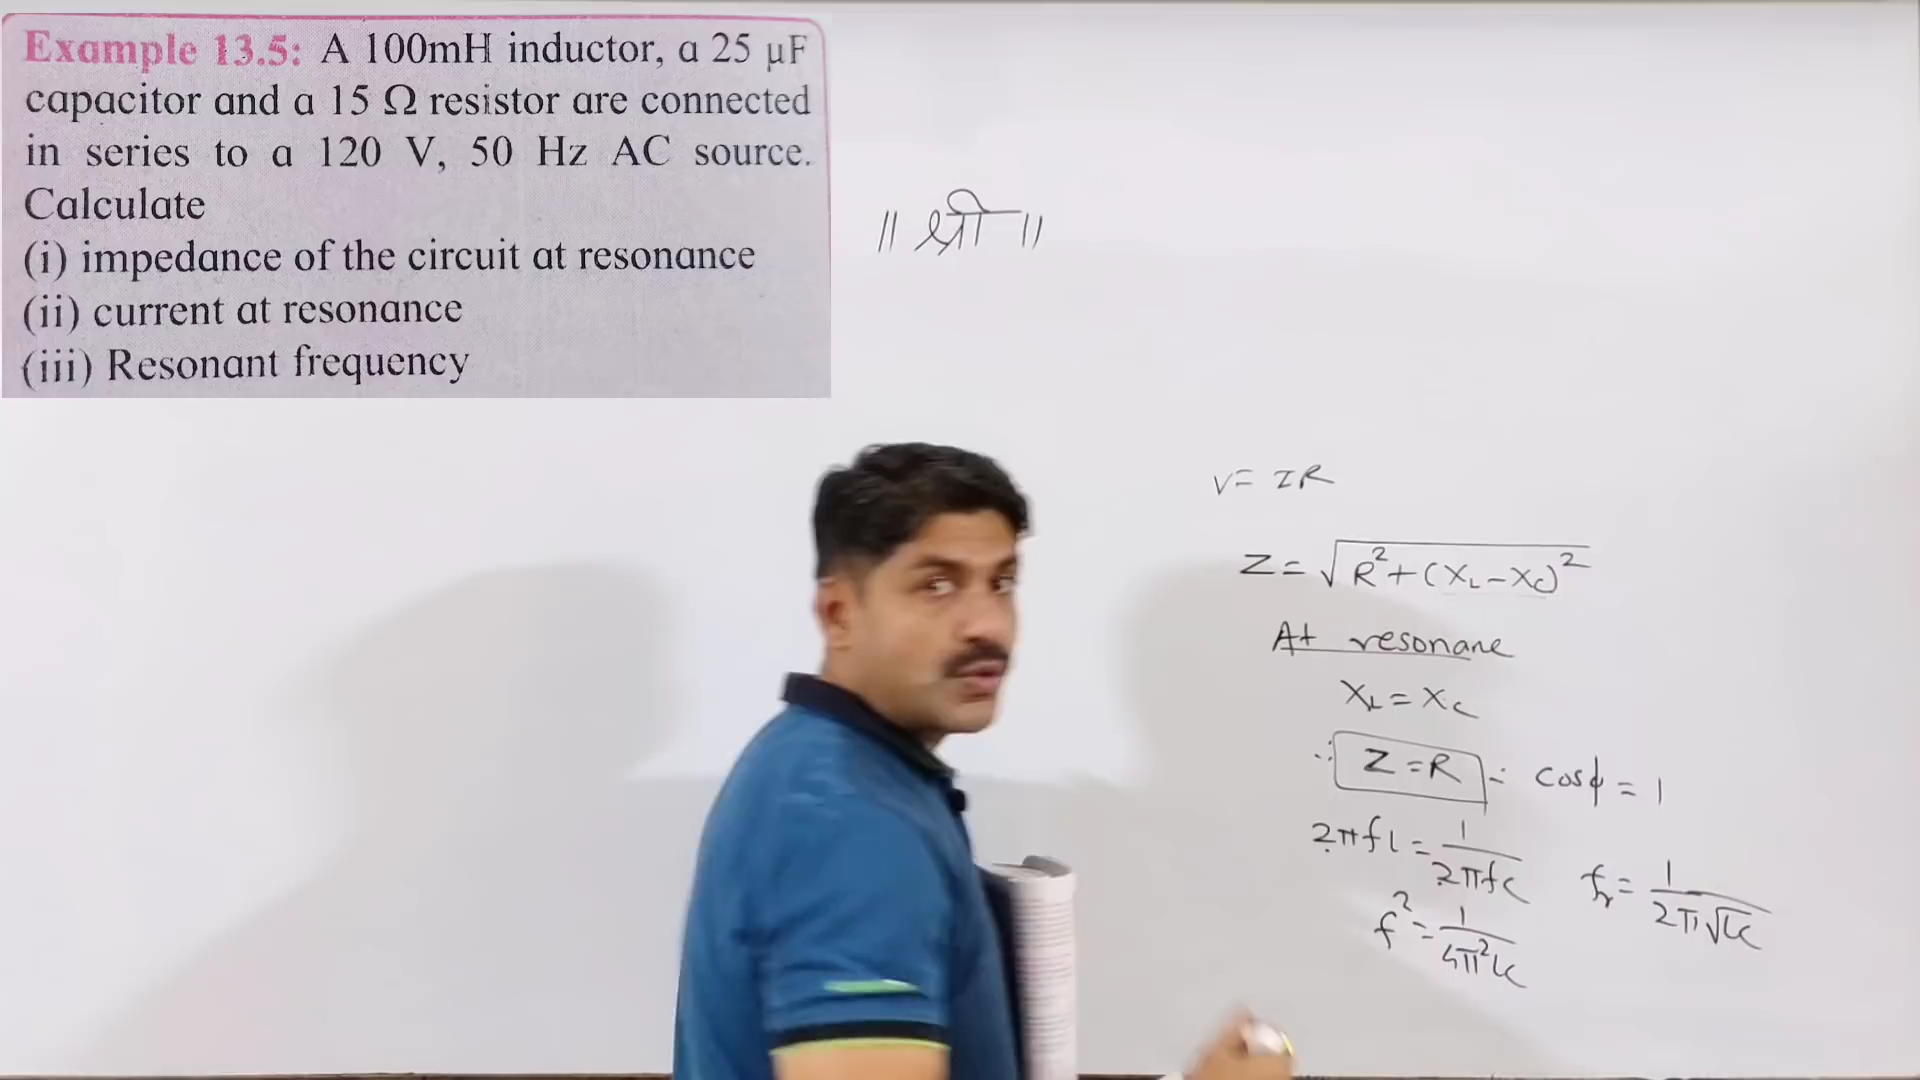 Example 13.5: A 100mH inductor, a 25 μF
capacitor and a 15 Ω resistor are connected
in series to a 120 V, 50 Hz AC source.
Calculate
(i) impedance of the circuit at resonance
(ii) current at resonance
(iii) Resonant frequency
॥ श्री ॥
V = IR
Z = √(R² + (XL - XC)²)
At resonane
XL = XC
∴ Z = R ∴ cosϕ = 1
2πfL = 1/2πfC
f² = 1/4π²LC
fr = 1/2π√LC